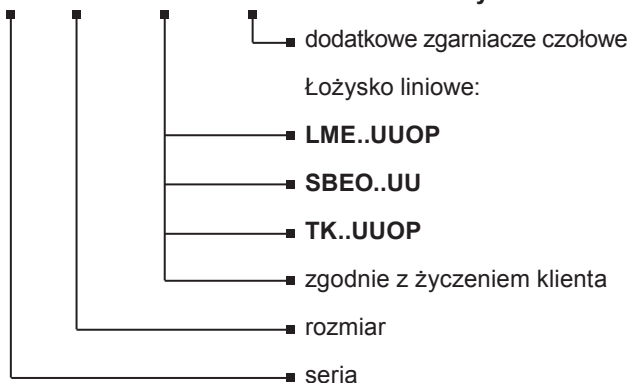 dodatkowe zgarniacze czołowe
Łożysko liniowe:
LME..UUOP
SBEO..UU
TK..UUOP
zgodnie z życzeniem klienta
rozmiar
seria